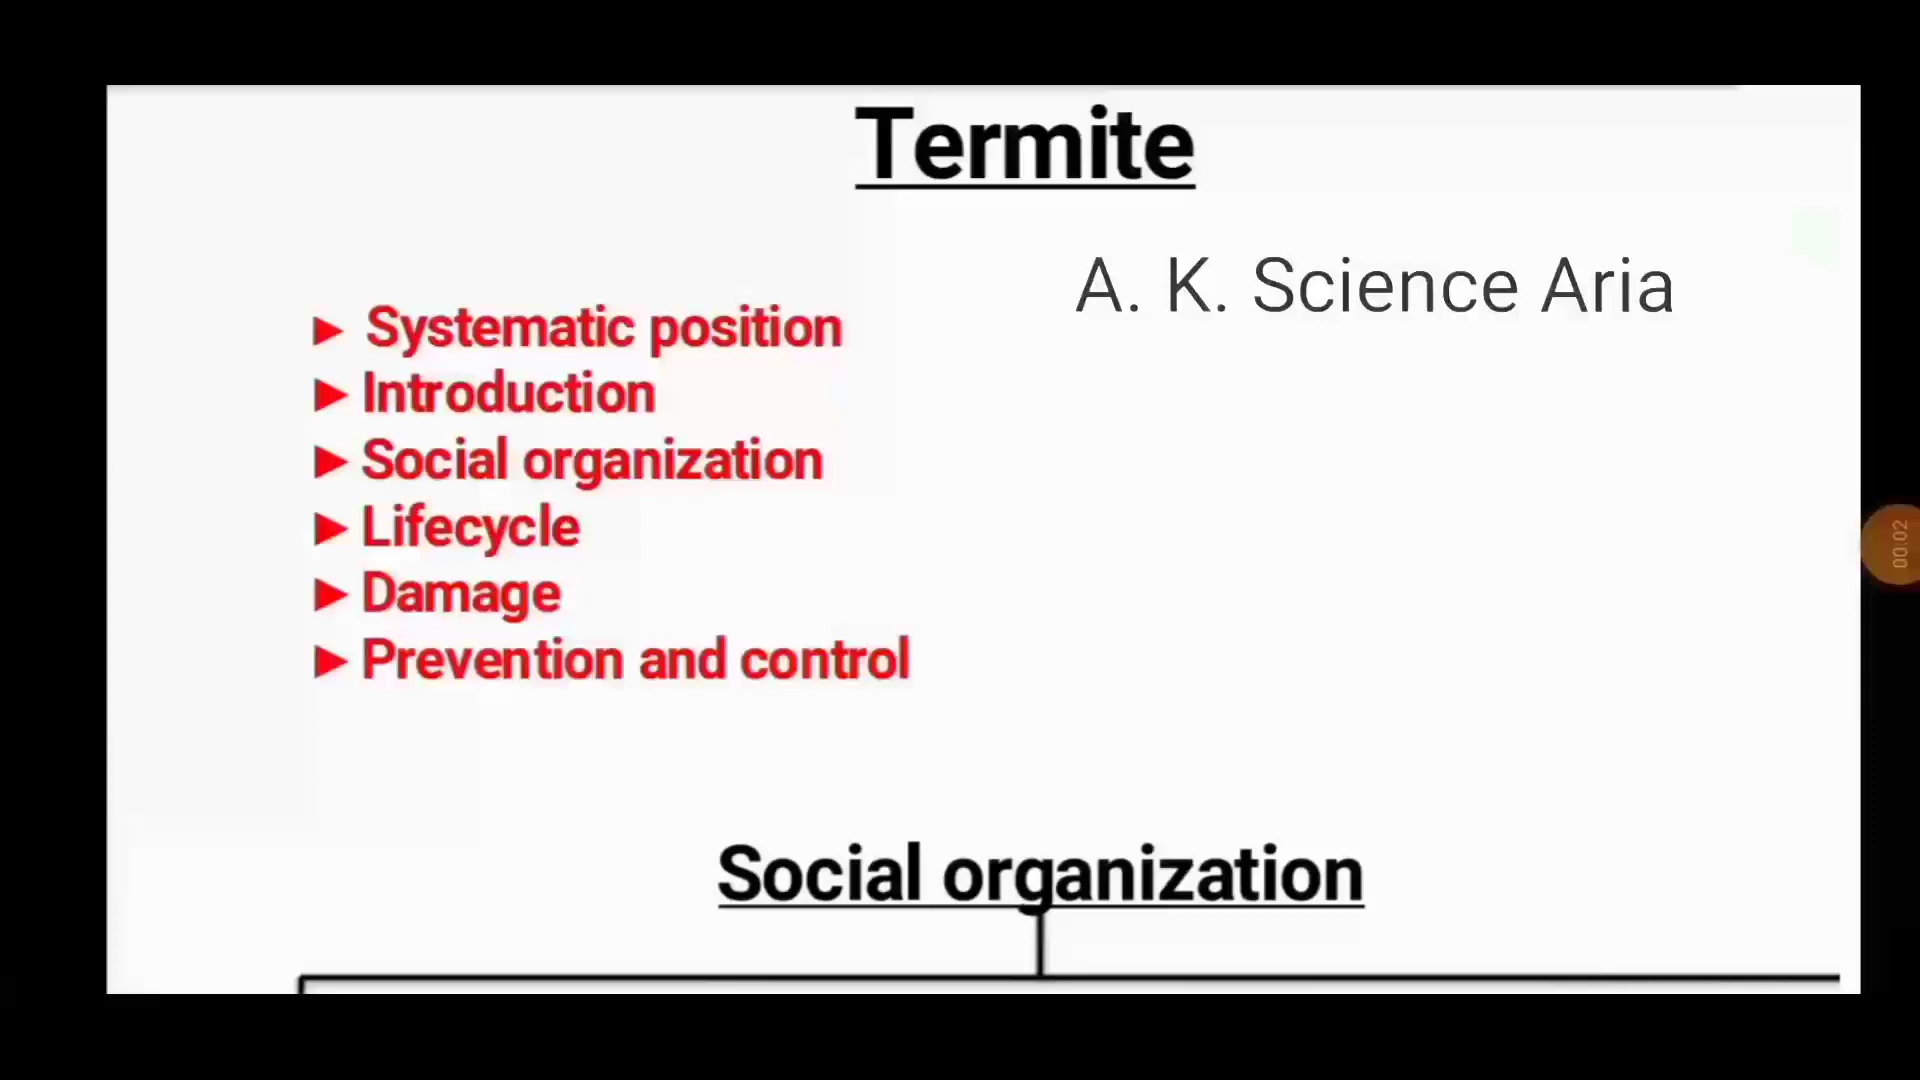 Termite
A. K. Science Aria
► Systematic position
► Introduction
► Social organization
► Lifecycle
► Damage
► Prevention and control
Social organization
00:02